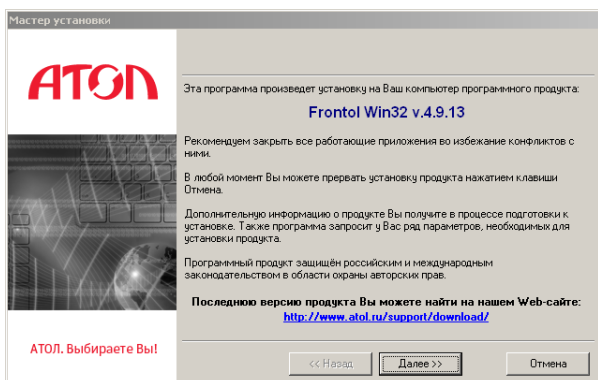 Мастер установки
АТОЛ
Эта программа произведет установку на Ваш компьютер программного продукта:
Frontol Win32 v.4.9.13
Рекомендуем закрыть все работающие приложения во избежание конфликтов с
ними.
В любой момент Вы можете прервать установку продукта нажатием клавиши
Отмена.
Дополнительную информацию о продукте Вы получите в процессе подготовки к
установке. Также программа запросит у Вас ряд параметров, необходимых для
установки продукта.
Программный продукт защищён российским и международным
законодательством в области охраны авторских прав.
Последнюю версию продукта Вы можете найти на нашем Web-сайте:
http://www.atol.ru/support/download/
АТОЛ. Выбираете Вы!
<< Назад Далее >> Отмена